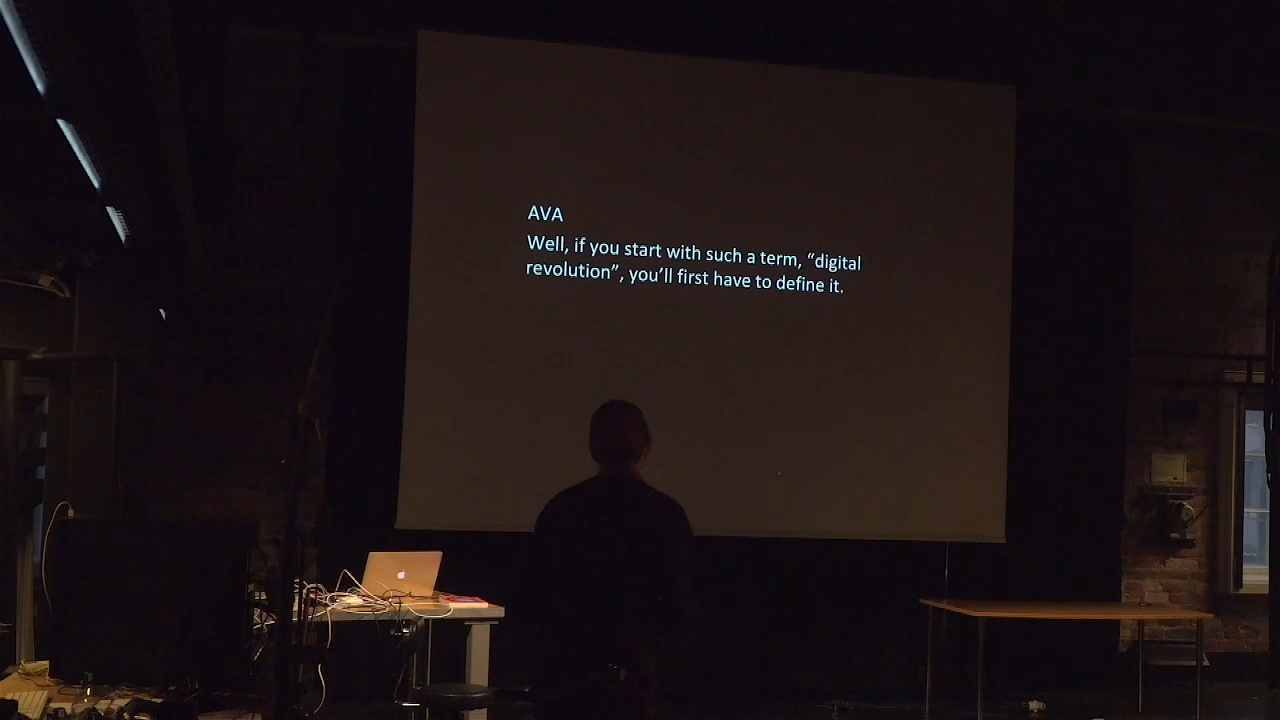 AVA
Well, if you start with such a term, “digital
revolution”, you’ll first have to define it.